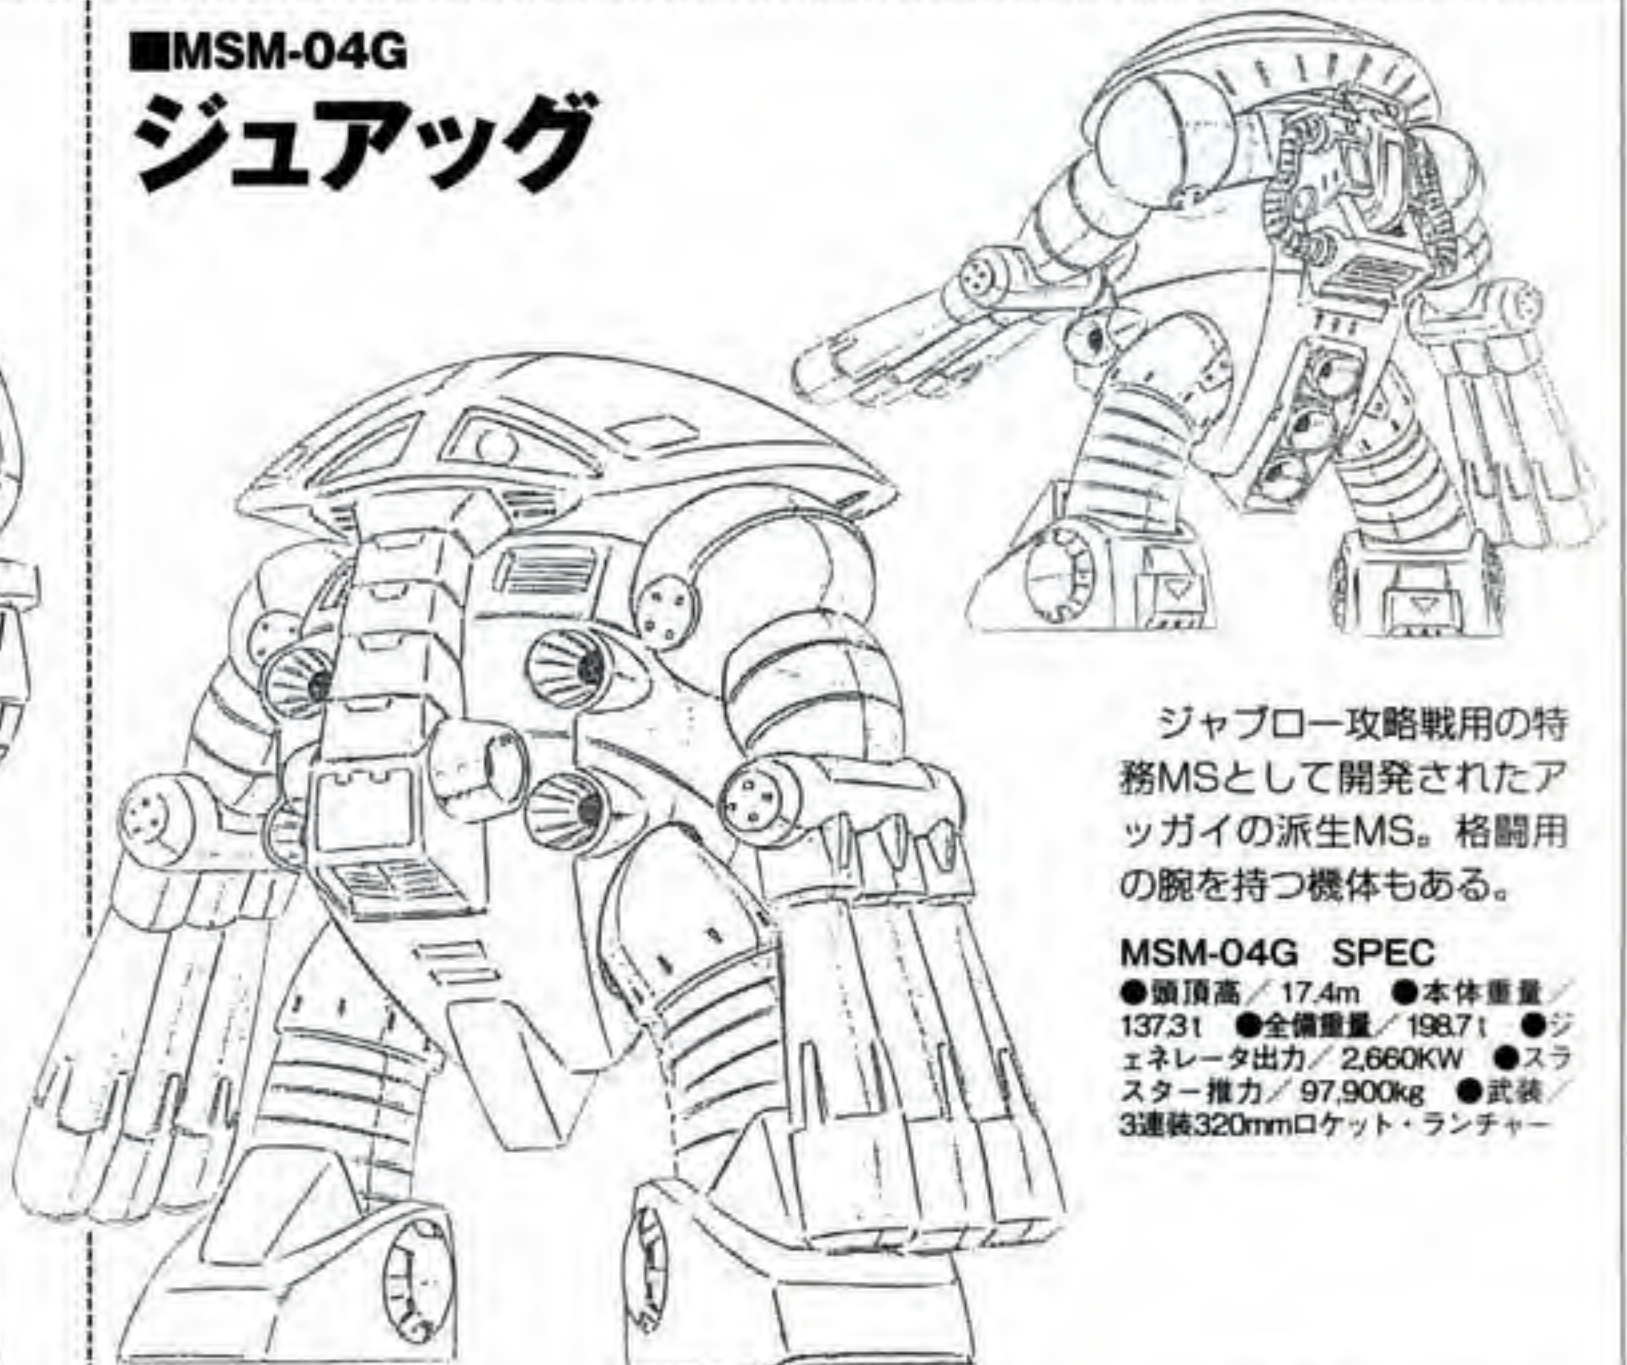 ■MSM-04G
ジュアッグ
ジャブロー攻略戦用の特
務MSとして開発されたア
ッガイの派生MS。格闘用
の腕を持つ機体もある。
MSM-04G SPEC
●頭頂高／17.4m ●本体重量／
137.3t ●全備重量／198.7t ●ジ
ェネレータ出力／2,660KW ●スラ
スター推力／97,900kg ●武装／
3連装320mmロケット・ランチャー